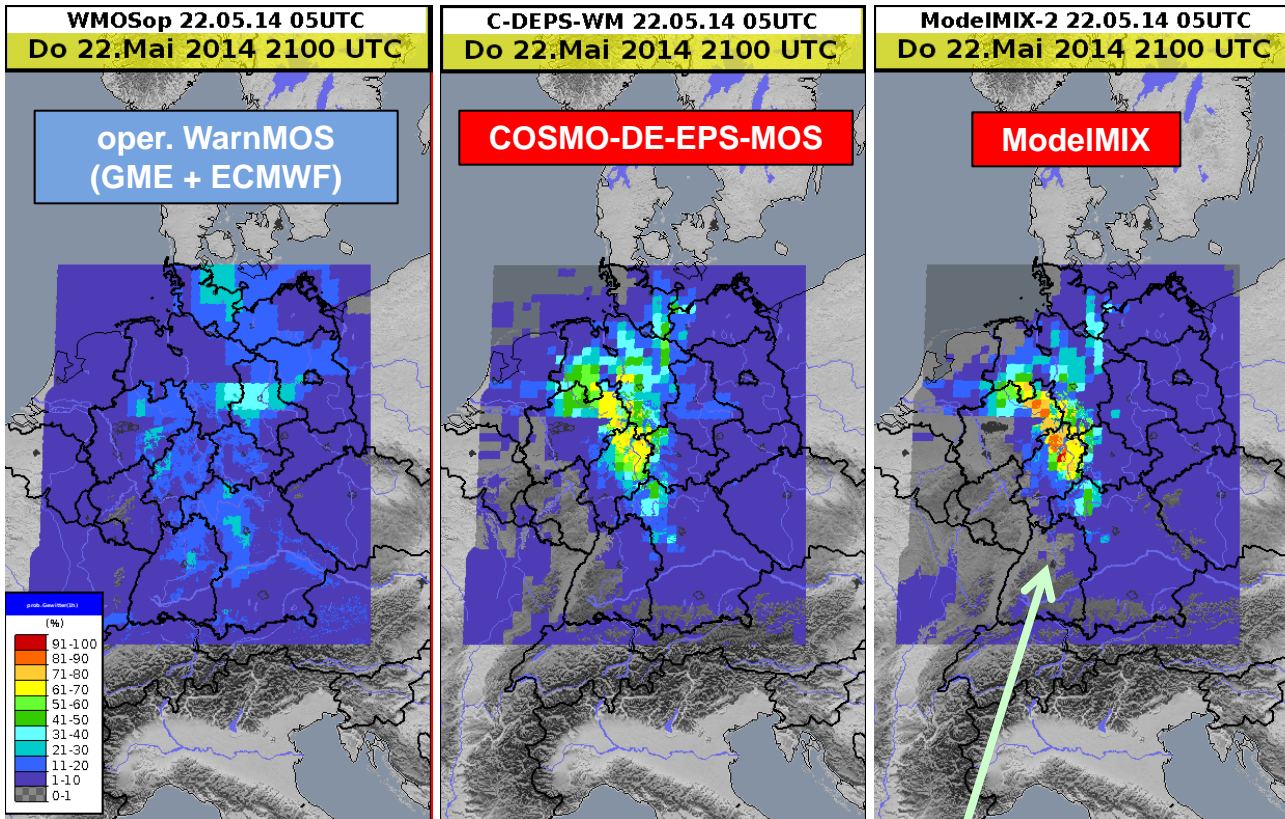 WMOSop 22.05.14 05UTC
Do 22.Mai 2014 2100 UTC
oper. WarnMOS
(GME + ECMWF)
prob.Gewitter(1h)
(%)
91-100
81-90
71-80
61-70
51-60
41-50
31-40
21-30
11-20
1-10
0-1
C-DEPS-WM 22.05.14 05UTC
Do 22.Mai 2014 2100 UTC
COSMO-DE-EPS-MOS
ModelMIX-2 22.05.14 05UTC
Do 22.Mai 2014 2100 UTC
ModelMIX